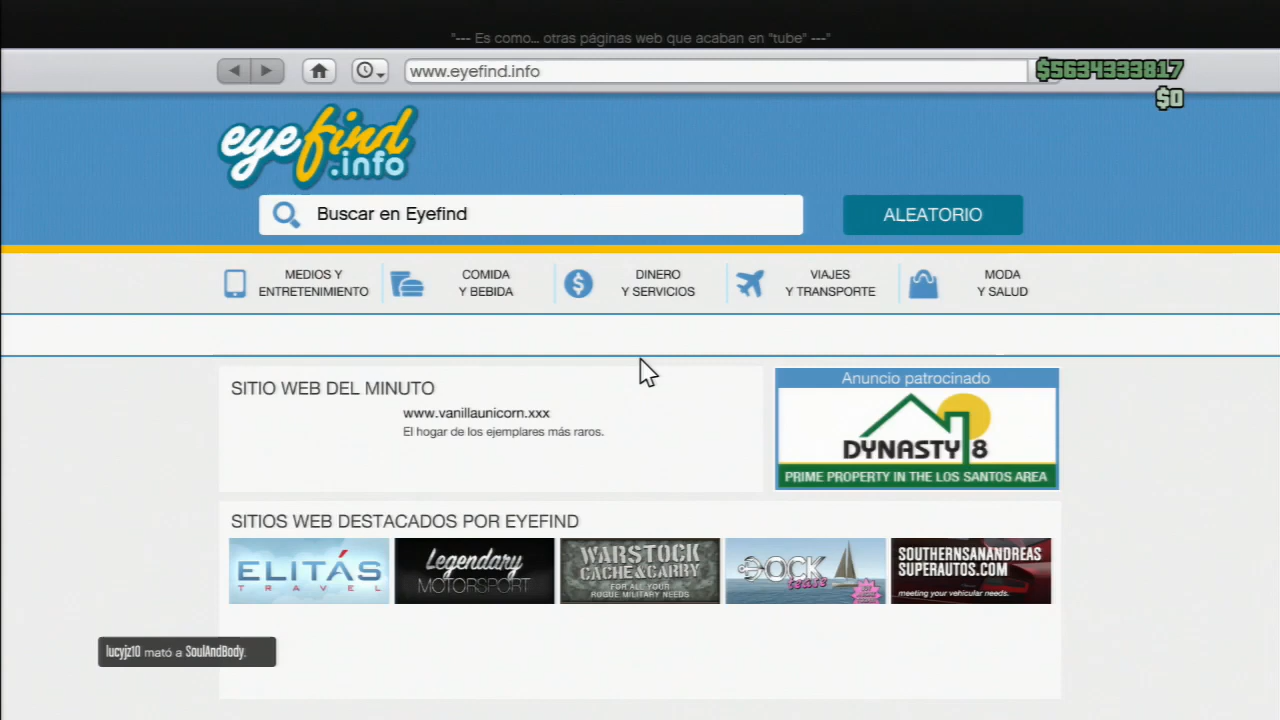 "--- Es como... otras páginas web que acaban en "tube" ---"
www.eyefind.info
$5634333817
$0
eyefind
.info
Buscar en Eyefind
ALEATORIO
MEDIOS Y
ENTRETENIMIENTO
COMIDA
Y BEBIDA
DINERO
Y SERVICIOS
VIAJES
Y TRANSPORTE
MODA
Y SALUD
SITIO WEB DEL MINUTO
www.vanillaunicorn.xxx
El hogar de los ejemplares más raros.
Anuncio patrocinado
DYNASTY 8
PRIME PROPERTY IN THE LOS SANTOS AREA
SITIOS WEB DESTACADOS POR EYEFIND
ELITÁS
TRAVEL
Legendary
MOTORSPORT
WARSTOCK
CACHE & CARRY
FOR ALL YOUR
ROGUE MILITARY NEEDS
DOCK
tease
SOUTHERNSANANDREAS
SUPERAUTOS.COM
meeting your vehicular needs.
lucyjz10 mató a SoulAndBody.